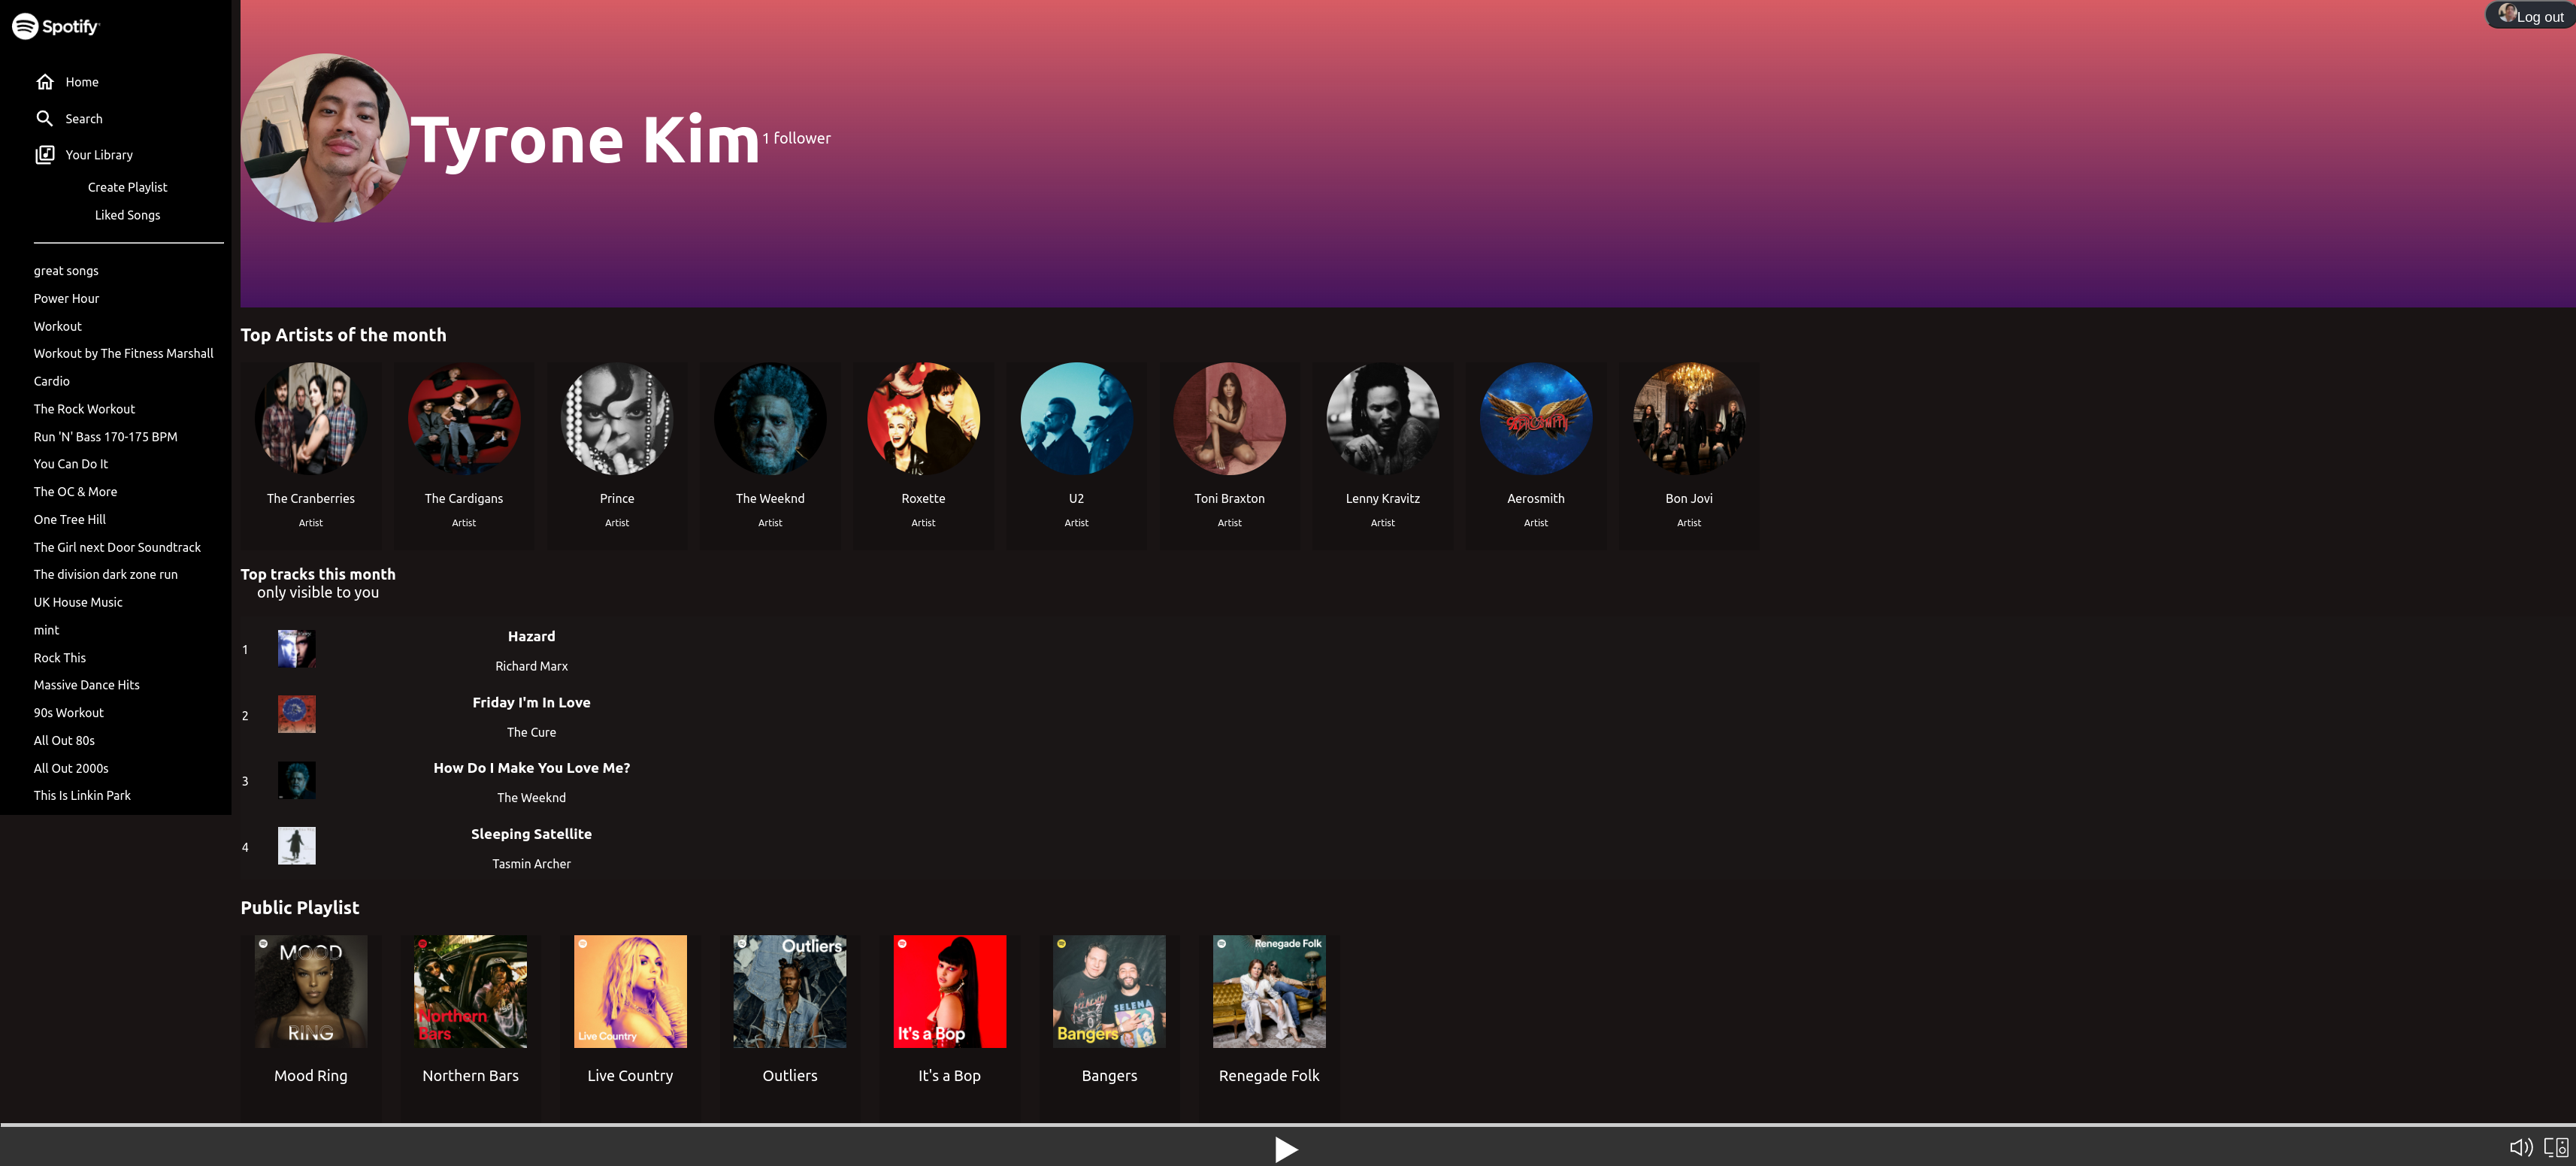 Spotify
Home
Search
Your Library
Create Playlist
Liked Songs
great songs
Power Hour
Workout
Workout by The Fitness Marshall
Cardio
The Rock Workout
Run 'N' Bass 170-175 BPM
You Can Do It
The OC & More
One Tree Hill
The Girl next Door Soundtrack
The division dark zone run
UK House Music
mint
Rock This
Massive Dance Hits
90s Workout
All Out 80s
All Out 2000s
This Is Linkin Park
Log out
Tyrone Kim
1 follower
Top Artists of the month
The Cranberries
Artist
The Cardigans
Artist
Prince
Artist
The Weeknd
Artist
Roxette
Artist
U2
Artist
Toni Braxton
Artist
Lenny Kravitz
Artist
Aerosmith
Artist
Bon Jovi
Artist
Top tracks this month
only visible to you
1
Hazard
Richard Marx
2
Friday I'm In Love
The Cure
3
How Do I Make You Love Me?
The Weeknd
4
Sleeping Satellite
Tasmin Archer
Public Playlist
MOOD
RING
Mood Ring
Northern
Bars
Northern Bars
Live Country
Live Country
Outliers
Outliers
It's a Bop
It's a Bop
SELENA
Bangers
Bangers
Renegade Folk
Renegade Folk